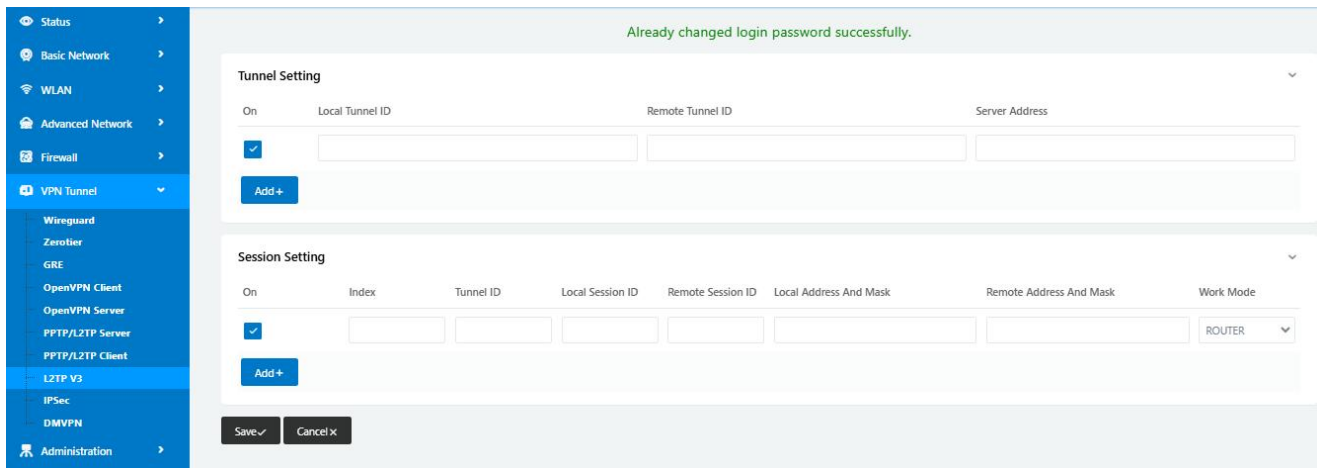 Status
Basic Network
WLAN
Advanced Network
Firewall
VPN Tunnel
Wireguard
Zerotier
GRE
OpenVPN Client
OpenVPN Server
PPTP/L2TP Server
PPTP/L2TP Client
L2TP V3
IPSec
DMVPN
Administration
Already changed login password successfully.
Tunnel Setting
On Local Tunnel ID Remote Tunnel ID Server Address
Add+
Session Setting
On Index Tunnel ID Local Session ID Remote Session ID Local Address And Mask Remote Address And Mask Work Mode
ROUTER
Add+
Save Cancel